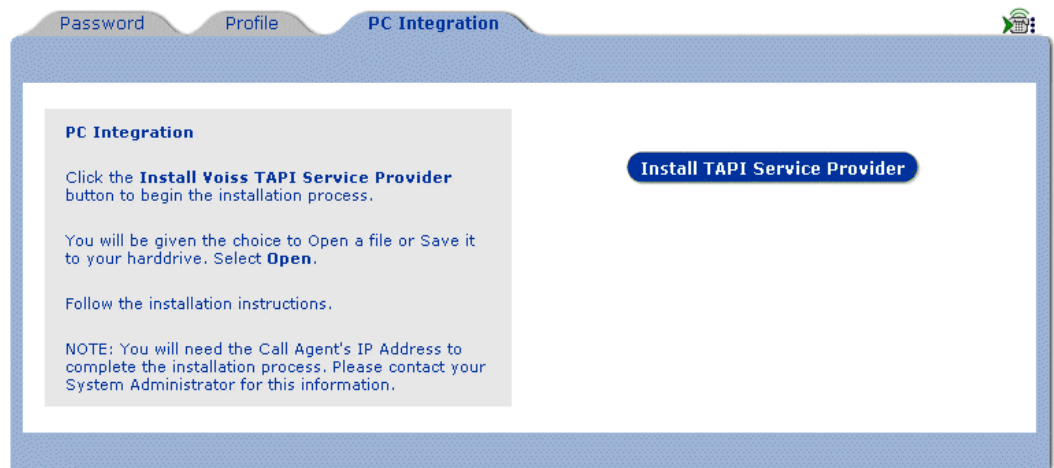 Password Profile PC Integration
PC Integration
Click the Install Voiss TAPI Service Provider
button to begin the installation process.
You will be given the choice to Open a file or Save it
to your harddrive. Select Open.
Follow the installation instructions.
NOTE: You will need the Call Agent's IP Address to
complete the installation process. Please contact your
System Administrator for this information.
Install TAPI Service Provider